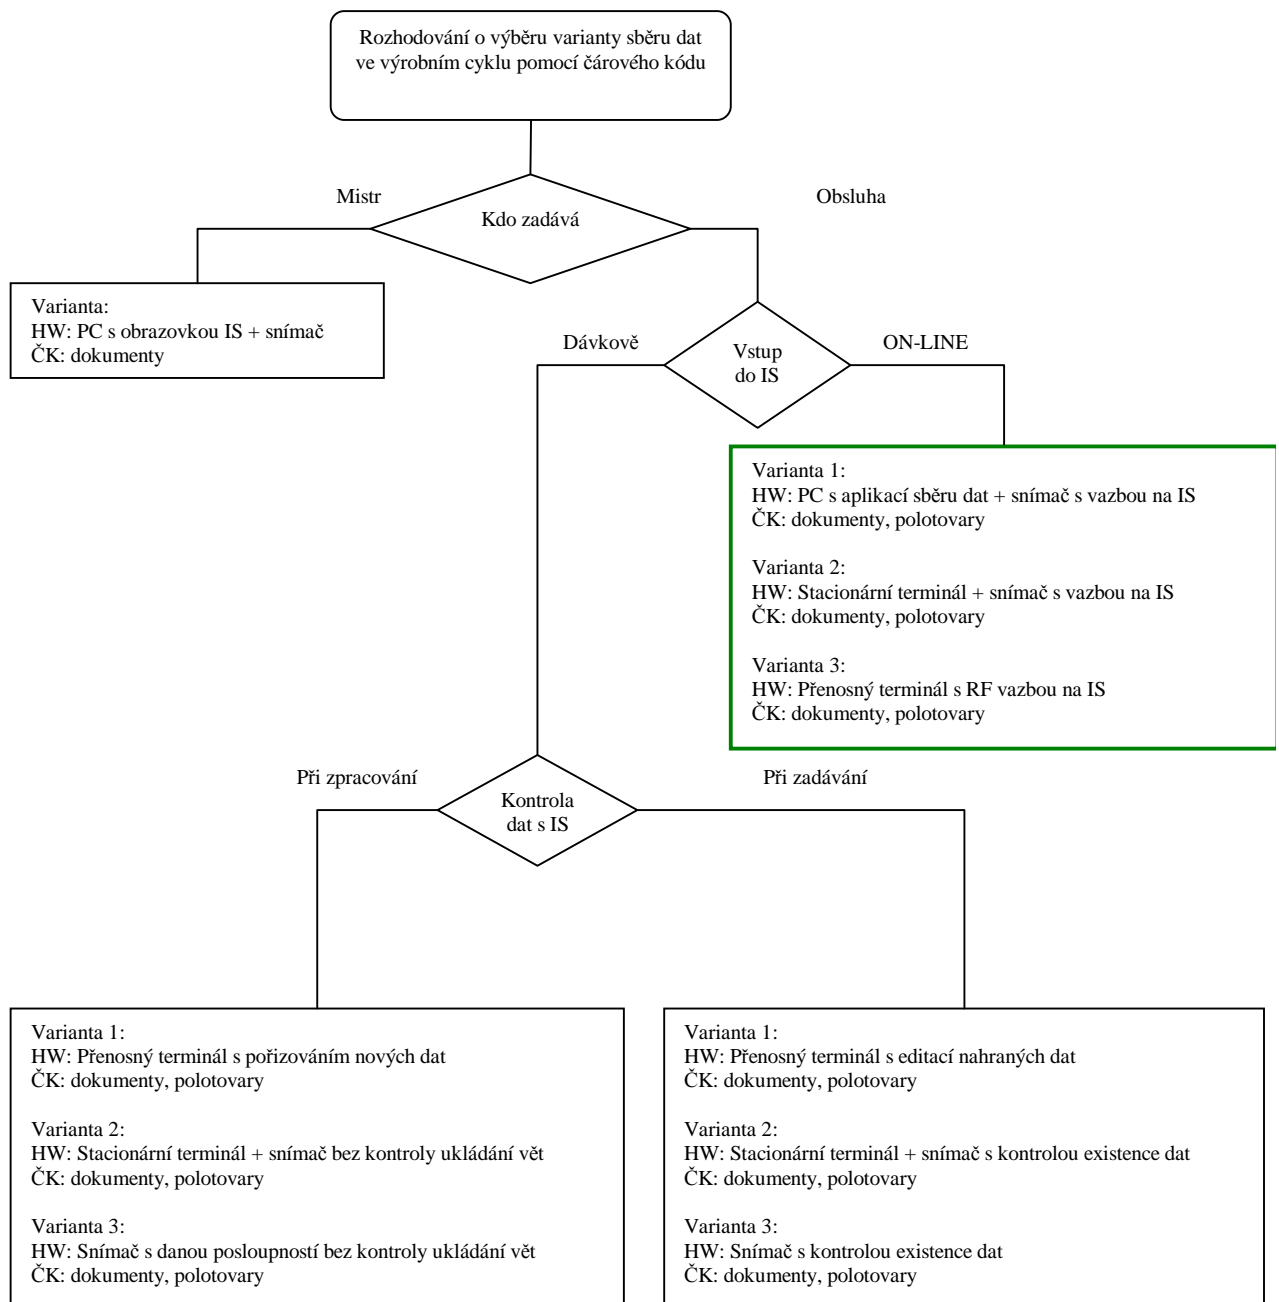 Rozhodování o výběru varianty sběru dat
ve výrobním cyklu pomocí čárového kódu
Mistr
Obsluha
Kdo zadává
Varianta:
HW: PC s obrazovkou IS + snímač
ČK: dokumenty
Dávkově
ON-LINE
Vstup
do IS
Varianta 1:
HW: PC s aplikací sběru dat + snímač s vazbou na IS
ČK: dokumenty, polotovary
Varianta 2:
HW: Stacionární terminál + snímač s vazbou na IS
ČK: dokumenty, polotovary
Varianta 3:
HW: Přenosný terminál s RF vazbou na IS
ČK: dokumenty, polotovary
Při zpracování
Při zadávání
Kontrola
dat s IS
Varianta 1:
HW: Přenosný terminál s pořizováním nových dat
ČK: dokumenty, polotovary
Varianta 2:
HW: Stacionární terminál + snímač bez kontroly ukládání vět
ČK: dokumenty, polotovary
Varianta 3:
HW: Snímač s danou posloupností bez kontroly ukládání vět
ČK: dokumenty, polotovary
Varianta 1:
HW: Přenosný terminál s editací nahraných dat
ČK: dokumenty, polotovary
Varianta 2:
HW: Stacionární terminál + snímač s kontrolou existence dat
ČK: dokumenty, polotovary
Varianta 3:
HW: Snímač s kontrolou existence dat
ČK: dokumenty, polotovary